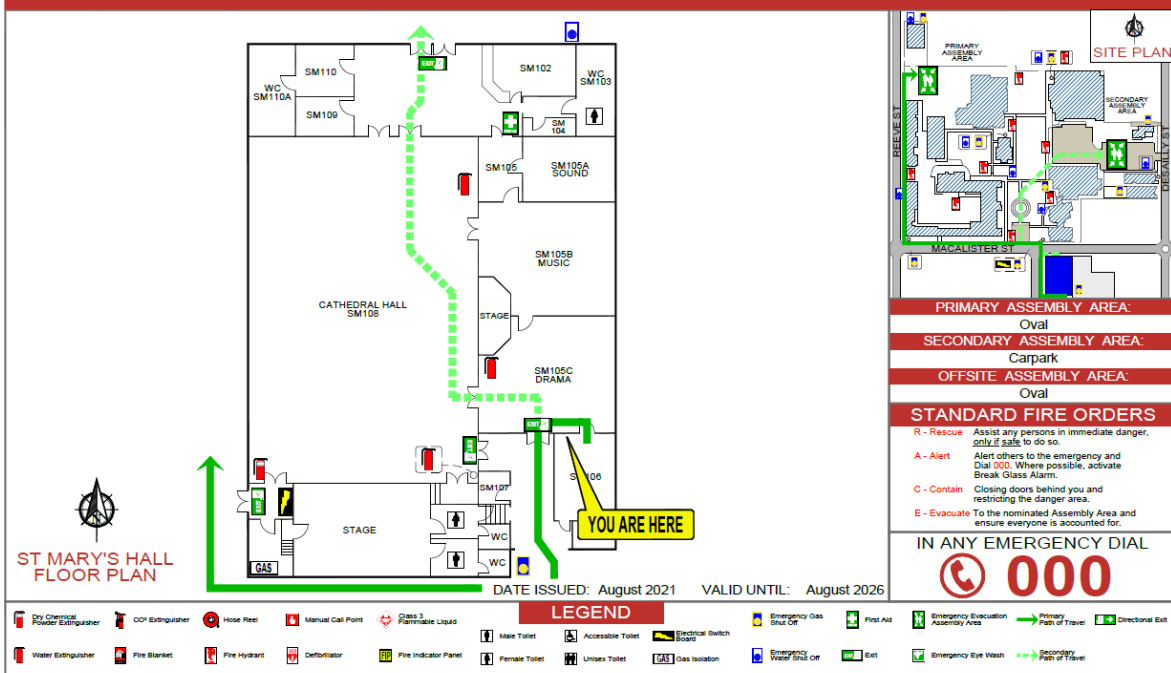 SM110
WC
SM110A
SM109
SM102
WC
SM103
SM
104
EXIT
SM105
SM105A
SOUND
SM105B
MUSIC
CATHEDRAL HALL
SM108
STAGE
SM105C
DRAMA
EXIT
EXIT
SM107
WC
WC
STAGE
EXIT
GAS
YOU ARE HERE
ST MARY'S HALL
FLOOR PLAN
DATE ISSUED: August 2021 VALID UNTIL: August 2026
SITE PLAN
PRIMARY
ASSEMBLY
AREA
SECONDARY
ASSEMBLY
AREA
REEVE ST
DESAILLY ST
MACALISTER ST
PRIMARY ASSEMBLY AREA:
Oval
SECONDARY ASSEMBLY AREA:
Carpark
OFFSITE ASSEMBLY AREA:
Oval
STANDARD FIRE ORDERS
R - Rescue Assist any persons in immediate danger,
only if safe to do so.
A - Alert Alert others to the emergency and
Dial 000. Where possible, activate
Break Glass Alarm.
C - Contain Closing doors behind you and
restricting the danger area.
E - Evacuate To the nominated Assembly Area and
ensure everyone is accounted for.
IN ANY EMERGENCY DIAL
000
LEGEND
Dry Chemical
Powder Extinguisher
CO² Extinguisher
Hose Reel
Manual Call Point
Class 3
Flammable Liquid
Male Toilet
Accessible Toilet
Electrical Switch
Board
Emergency Gas
Shut Off
First Aid
Emergency Evacuation
Assembly Area
Primary
Path of Travel
Directional Exit
Water Extinguisher
Fire Blanket
Fire Hydrant
Defibrillator
FIP
Fire Indicator Panel
Female Toilet
Unisex Toilet
GAS
Gas Isolation
Emergency
Water Shut Off
EXIT
Exit
Emergency Eye Wash
Secondary
Path of Travel